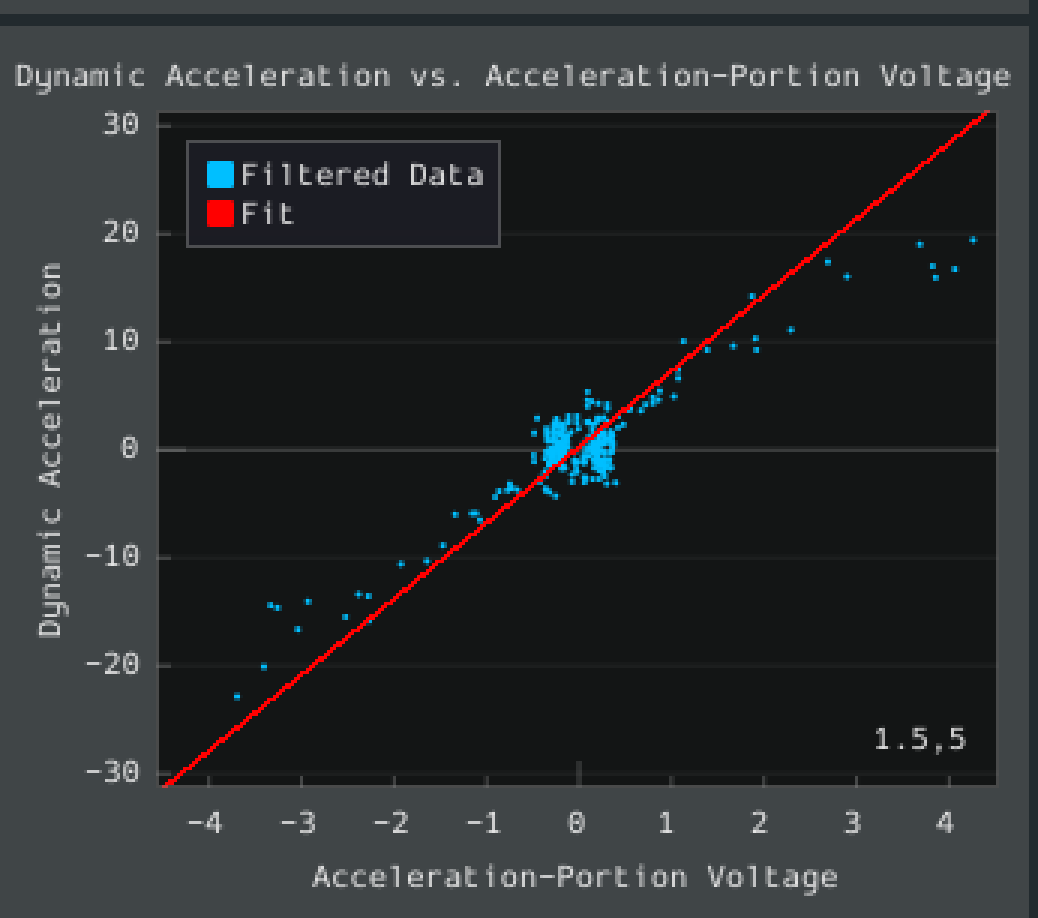 Dynamic Acceleration vs. Acceleration-Portion Voltage
30
Filtered Data
Fit
20
10
0
-10
-20
-30
Dynamic Acceleration
1.5,5
-4 -3 -2 -1 0 1 2 3 4
Acceleration-Portion Voltage